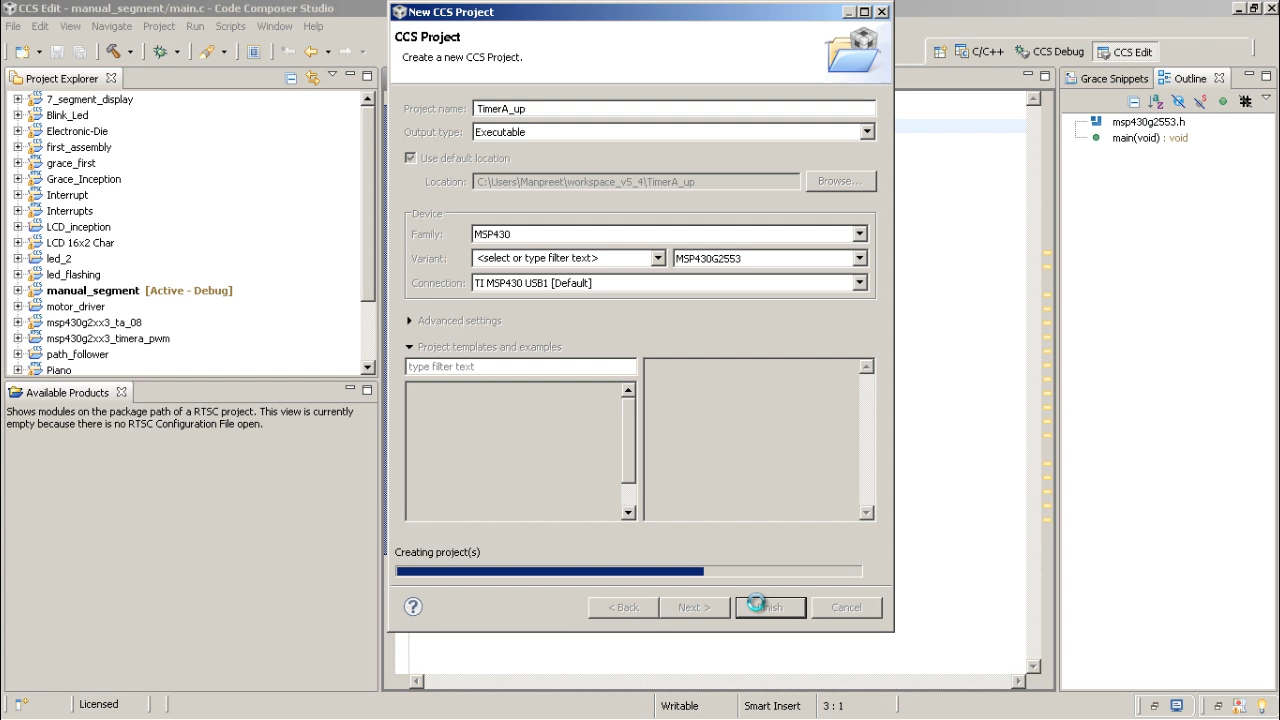 CCS Edit - manual_segment/main.c - Code Composer Studio
File Edit View Navigate Run Scripts Window Help
C/C++ CCS Debug CCS Edit
Project Explorer
7_segment_display
Blink_Led
Electronic-Die
first_assembly
grace_first
Grace_Inception
Interrupt
Interrupts
LCD_inception
LCD 16x2 Char
led_2
led_flashing
manual_segment [Active - Debug]
motor_driver
msp430g2xx3_ta_08
msp430g2xx3_timera_pwm
path_follower
Piano
Available Products
Shows modules on the package path of a RTSC project. This view is currently
empty because there is no RTSC Configuration File open.
New CCS Project
CCS Project
Create a new CCS Project.
Project name: TimerA_up
Output type: Executable
Use default location
Location: C:\Users\Manpreet\workspace_v5_4\TimerA_up Browse...
Device
Family: MSP430
Variant: <select or type filter text> MSP430G2553
Connection: TI MSP430 USB1 [Default]
Advanced settings
Project templates and examples
type filter text
Creating project(s)
< Back Next > Cancel
Grace Snippets Outline
msp430g2553.h
main(void) : void
Licensed Writable Smart Insert 3 : 1